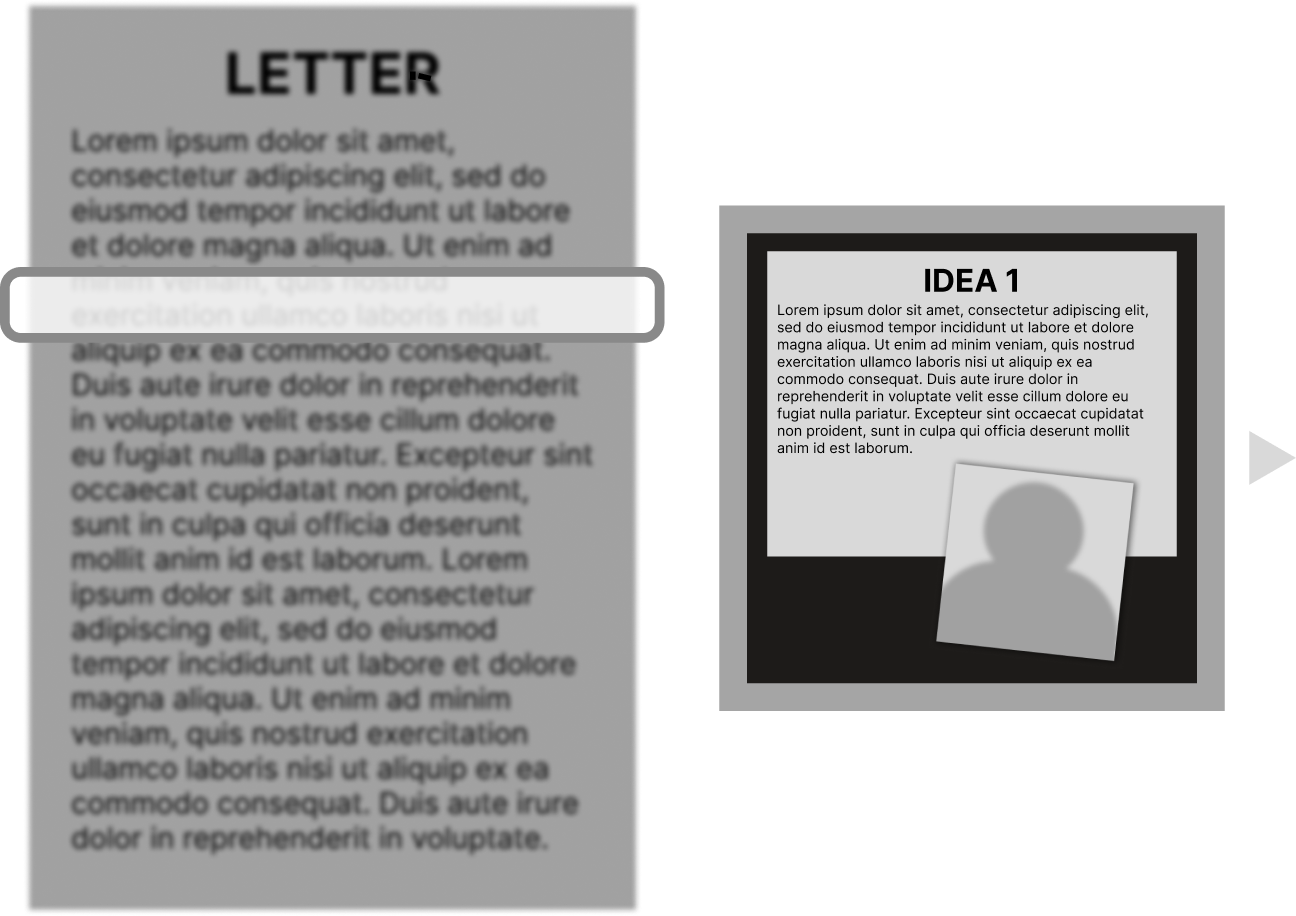 LETTER
Lorem ipsum dolor sit amet,
consectetur adipiscing elit, sed do
eiusmod tempor incididunt ut labore
et dolore magna aliqua. Ut enim ad
minim veniam, quis nostrud
exercitation ullamco laboris nisi ut
aliquip ex ea commodo consequat.
Duis aute irure dolor in reprehenderit
in voluptate velit esse cillum dolore
eu fugiat nulla pariatur. Excepteur sint
occaecat cupidatat non proident,
sunt in culpa qui officia deserunt
mollit anim id est laborum. Lorem
ipsum dolor sit amet, consectetur
adipiscing elit, sed do eiusmod
tempor incididunt ut labore et dolore
magna aliqua. Ut enim ad minim
veniam, quis nostrud exercitation
ullamco laboris nisi ut aliquip ex ea
commodo consequat. Duis aute irure
dolor in reprehenderit in voluptate.
IDEA 1
Lorem ipsum dolor sit amet, consectetur adipiscing elit,
sed do eiusmod tempor incididunt ut labore et dolore
magna aliqua. Ut enim ad minim veniam, quis nostrud
exercitation ullamco laboris nisi ut aliquip ex ea
commodo consequat. Duis aute irure dolor in
reprehenderit in voluptate velit esse cillum dolore eu
fugiat nulla pariatur. Excepteur sint occaecat cupidatat
non proident, sunt in culpa qui officia deserunt mollit
anim id est laborum.